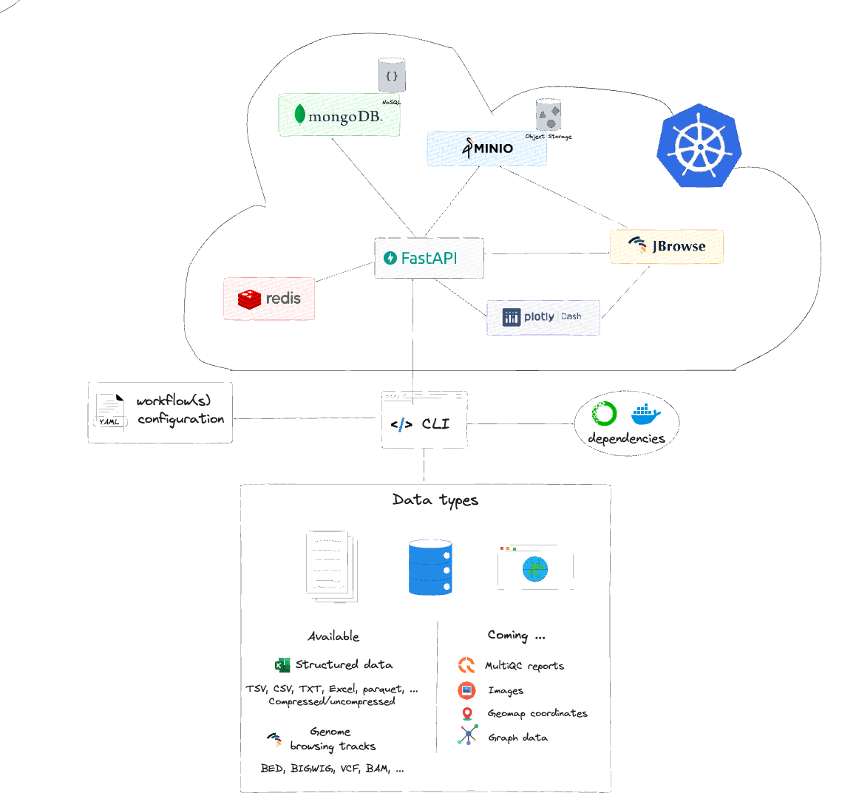 { }
NoSQL
mongoDB.
Object Storage
MINIO
JBrowse
FastAPI
redis
plotly | Dash
workflow(s)
configuration
YAML
</> CLI
dependencies
Data types
Available
Structured data
TSV, CSV, TXT, Excel, parquet, ...
Compressed/uncompressed
Genome
browsing tracks
BED, BIGWIG, VCF, BAM, ...
Coming ...
MultiQC reports
Images
Geomap coordinates
Graph data